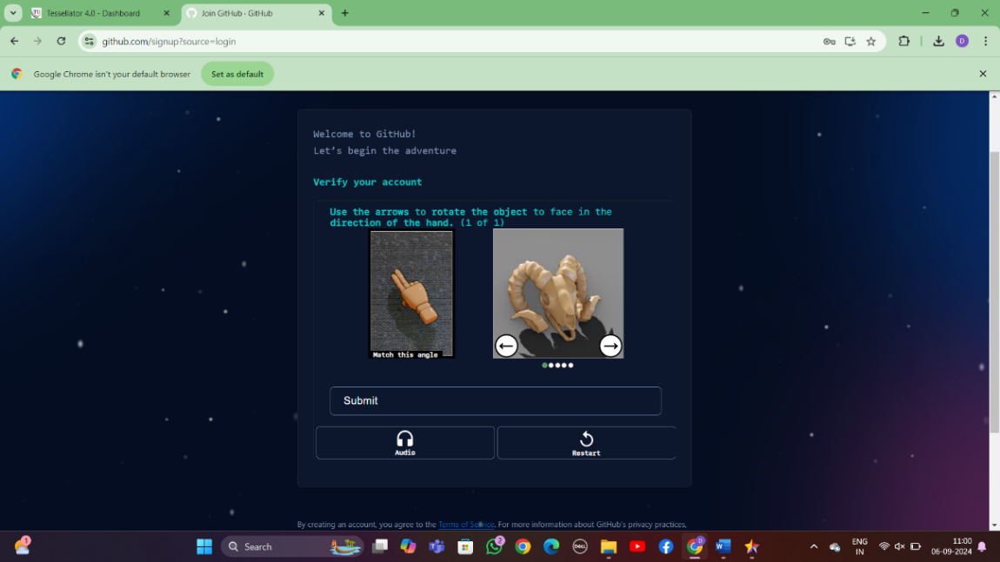 Tessellator 4.0 - Dashboard
Join GitHub · GitHub
github.com/signup?source=login
D
Google Chrome isn't your default browser
Set as default
Welcome to GitHub!
Let’s begin the adventure
Verify your account
Use the arrows to rotate the object to face in the
direction of the hand. (1 of 1)
Match this angle
Submit
Audio
Restart
By creating an account, you agree to the Terms of Service. For more information about GitHub's privacy practices,
1
Search
2
DELL
D
ENG
IN
11:00
06-09-2024